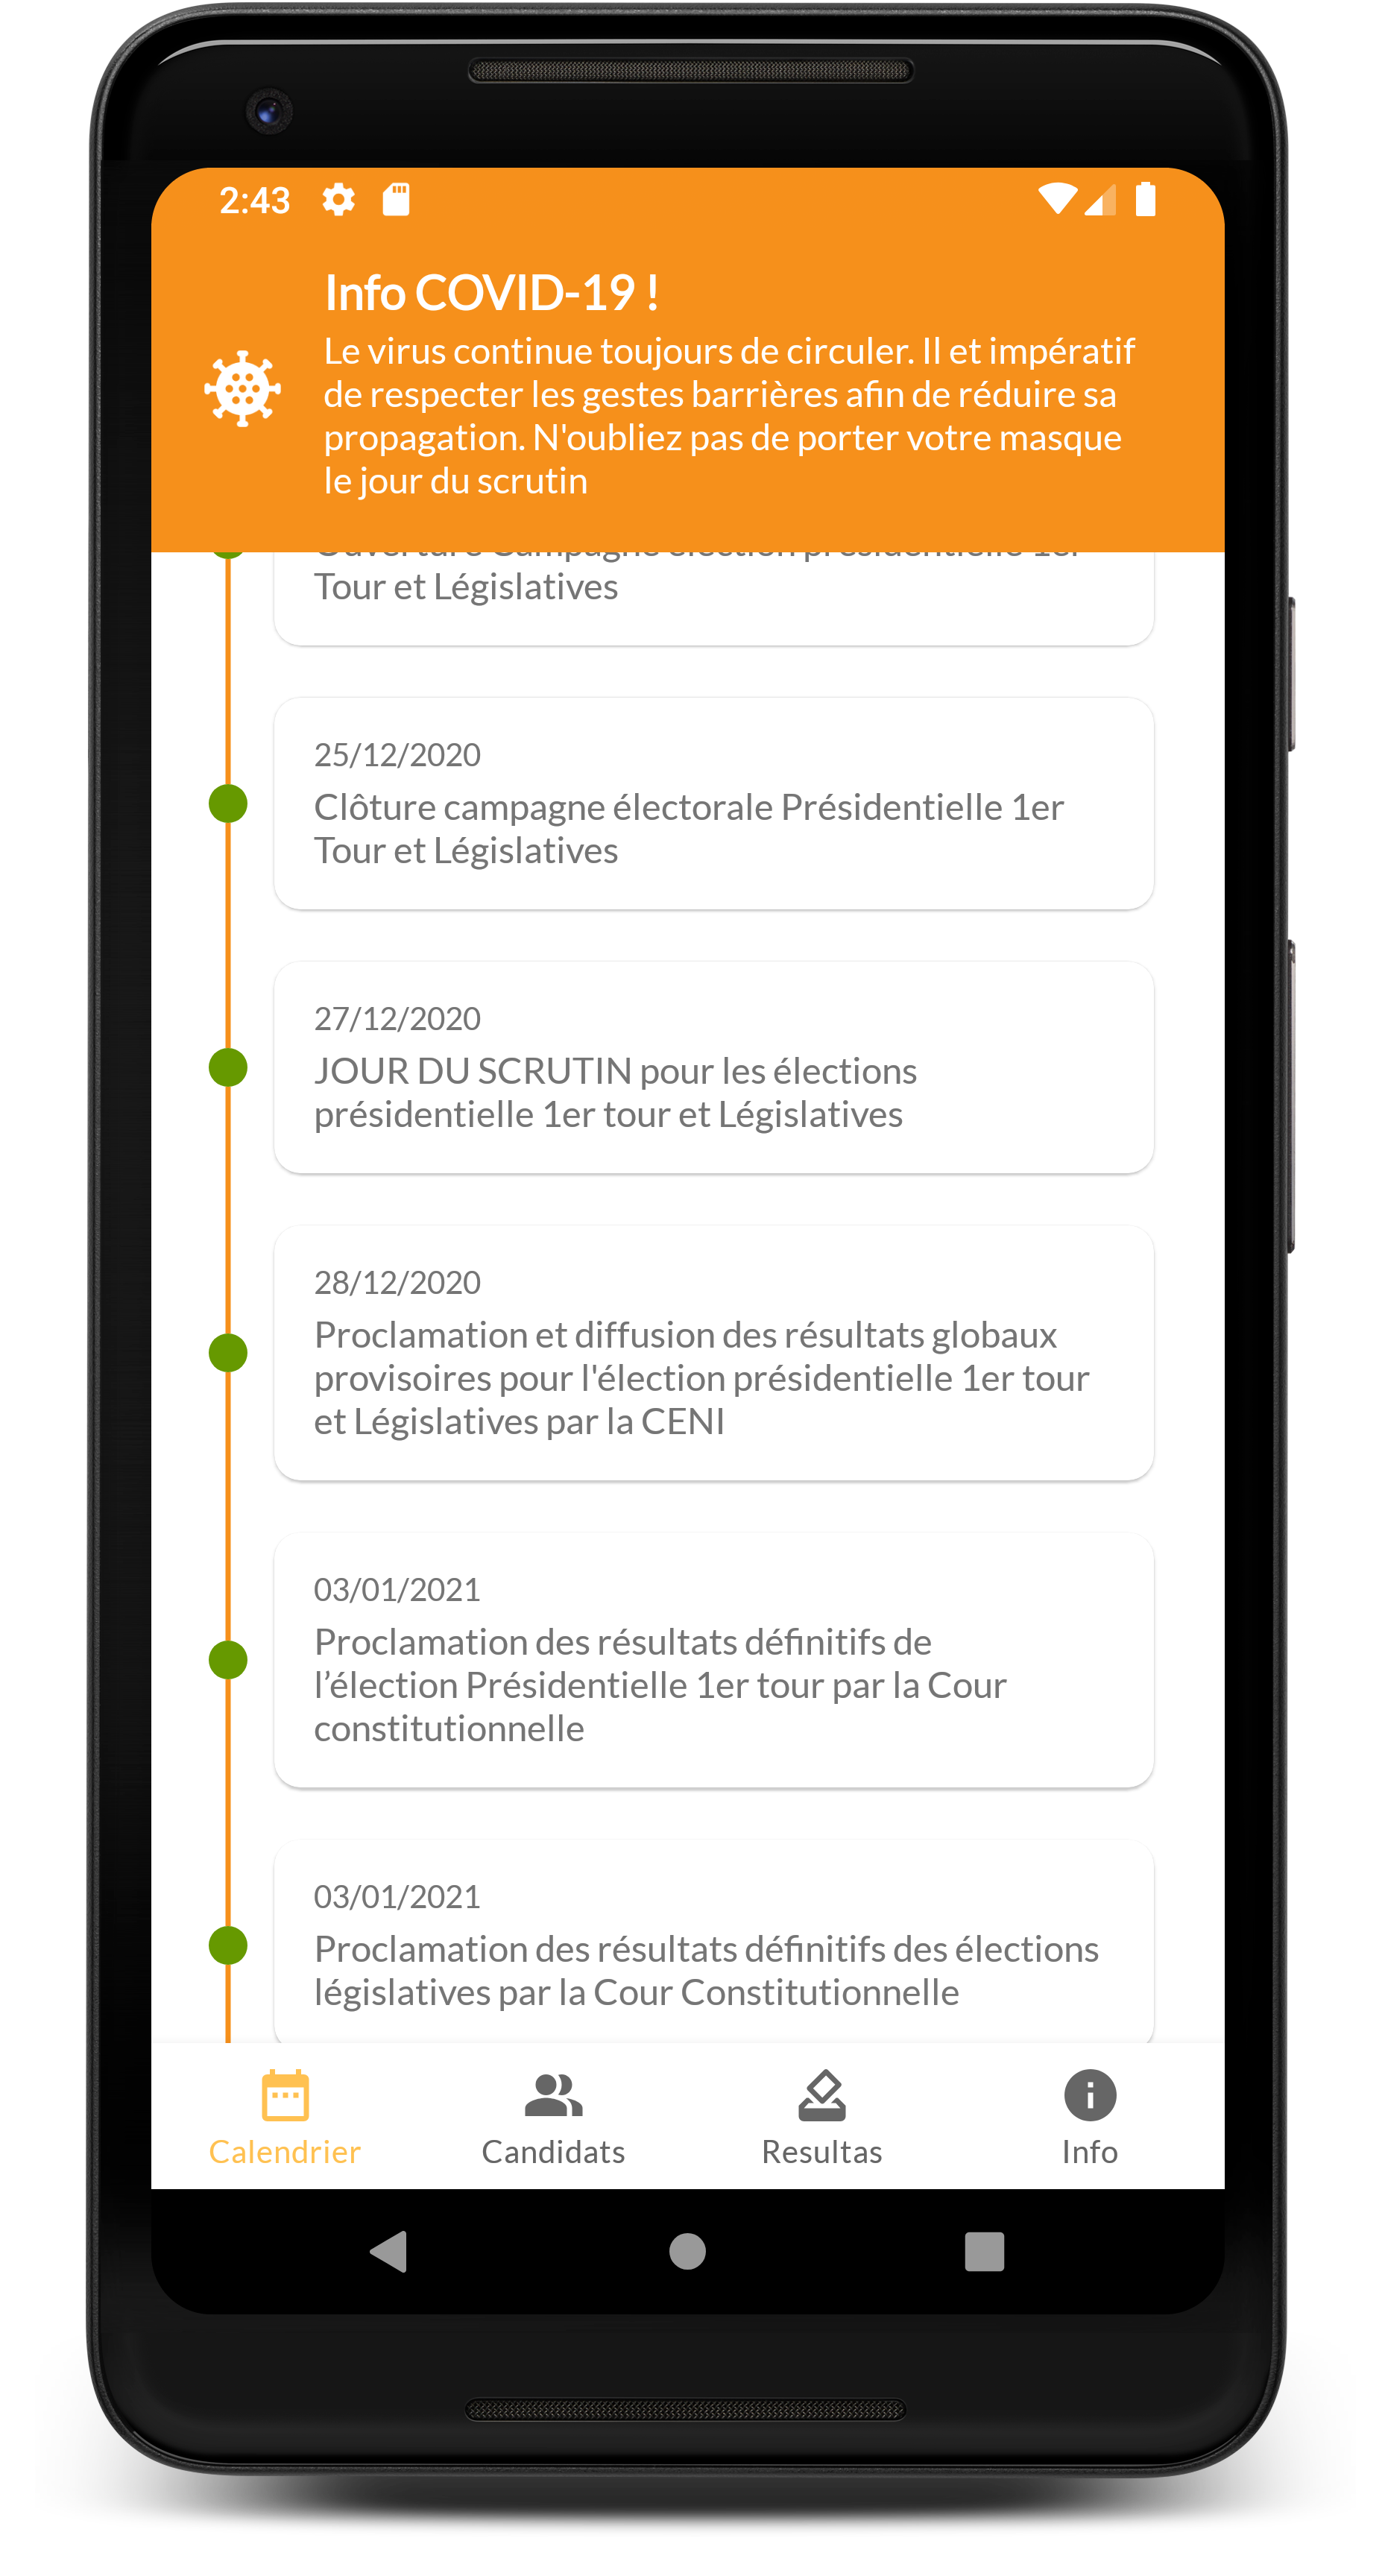 2:43
Info COVID-19 !
Le virus continue toujours de circuler. Il et impératif
de respecter les gestes barrières afin de réduire sa
propagation. N'oubliez pas de porter votre masque
le jour du scrutin
Ouverture Campagne élection présidentielle 1er
Tour et Législatives
25/12/2020
Clôture campagne électorale Présidentielle 1er
Tour et Législatives
27/12/2020
JOUR DU SCRUTIN pour les élections
présidentielle 1er tour et Législatives
28/12/2020
Proclamation et diffusion des résultats globaux
provisoires pour l'élection présidentielle 1er tour
et Législatives par la CENI
03/01/2021
Proclamation des résultats définitifs de
l’élection Présidentielle 1er tour par la Cour
constitutionnelle
03/01/2021
Proclamation des résultats définitifs des élections
législatives par la Cour Constitutionnelle
Calendrier
Candidats
Resultas
Info